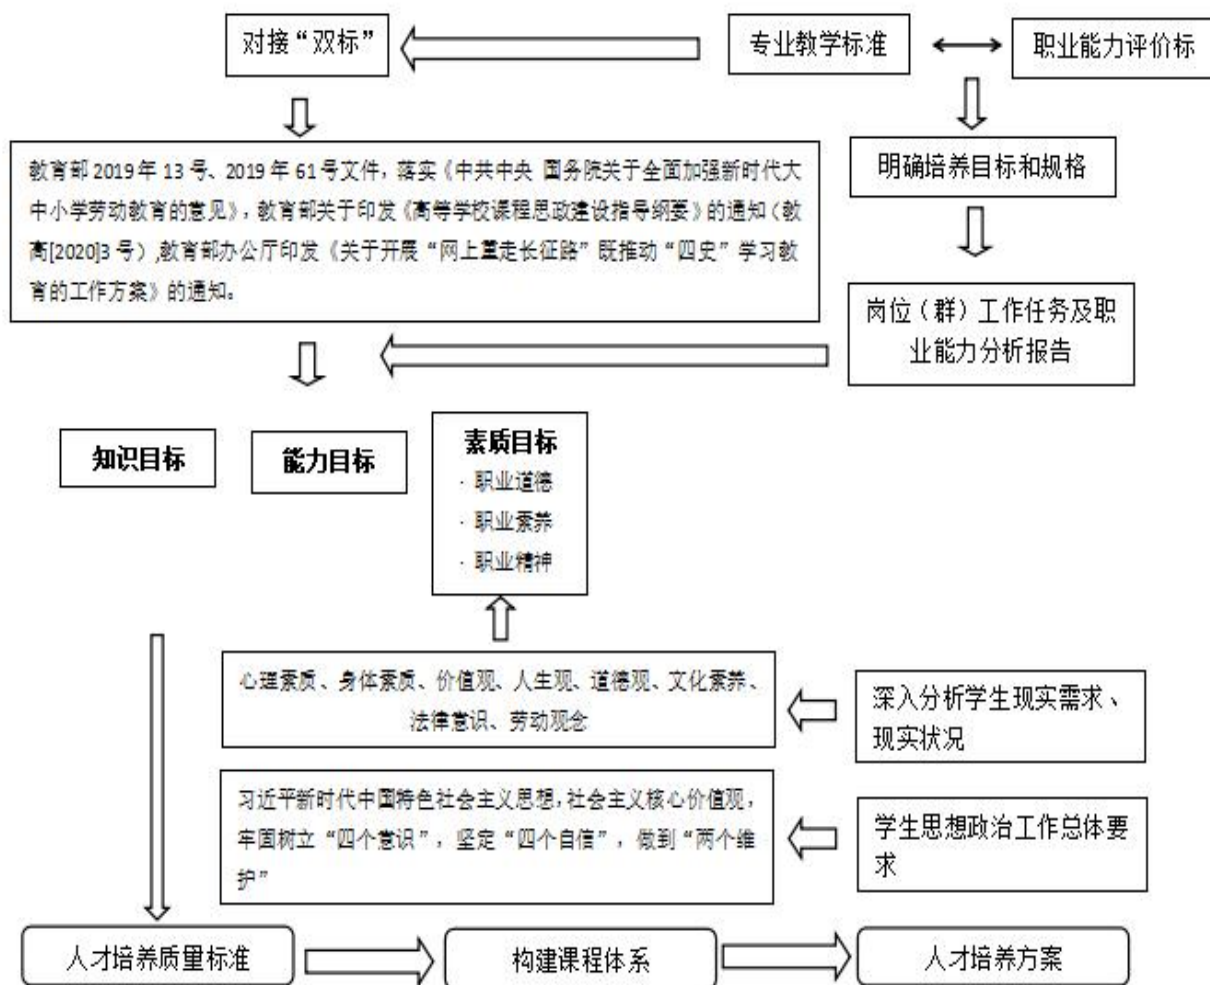 对接“双标”
专业教学标准
职业能力评价标
教育部 2019 年 13 号、2019 年 61 号文件，落实《中共中央 国务院关于全面加强新时代大
中小学劳动教育的意见》，教育部关于印发《高等学校课程思政建设指导纲要》的通知（教
高[2020]3 号）,教育部办公厅印发《关于开展“网上重走长征路”既推动“四史”学习教
育的工作方案》的通知。
明确培养目标和规格
岗位（群）工作任务及职
业能力分析报告
知识目标
能力目标
素质目标
· 职业道德
· 职业素养
· 职业精神
心理素质、身体素质、价值观、人生观、道德观、文化素养、
法律意识、劳动观念
深入分析学生现实需求、
现实状况
习近平新时代中国特色社会主义思想，社会主义核心价值观，
牢固树立“四个意识”，坚定“四个自信”，做到“两个维
护”
学生思想政治工作总体要
求
人才培养质量标准
构建课程体系
人才培养方案